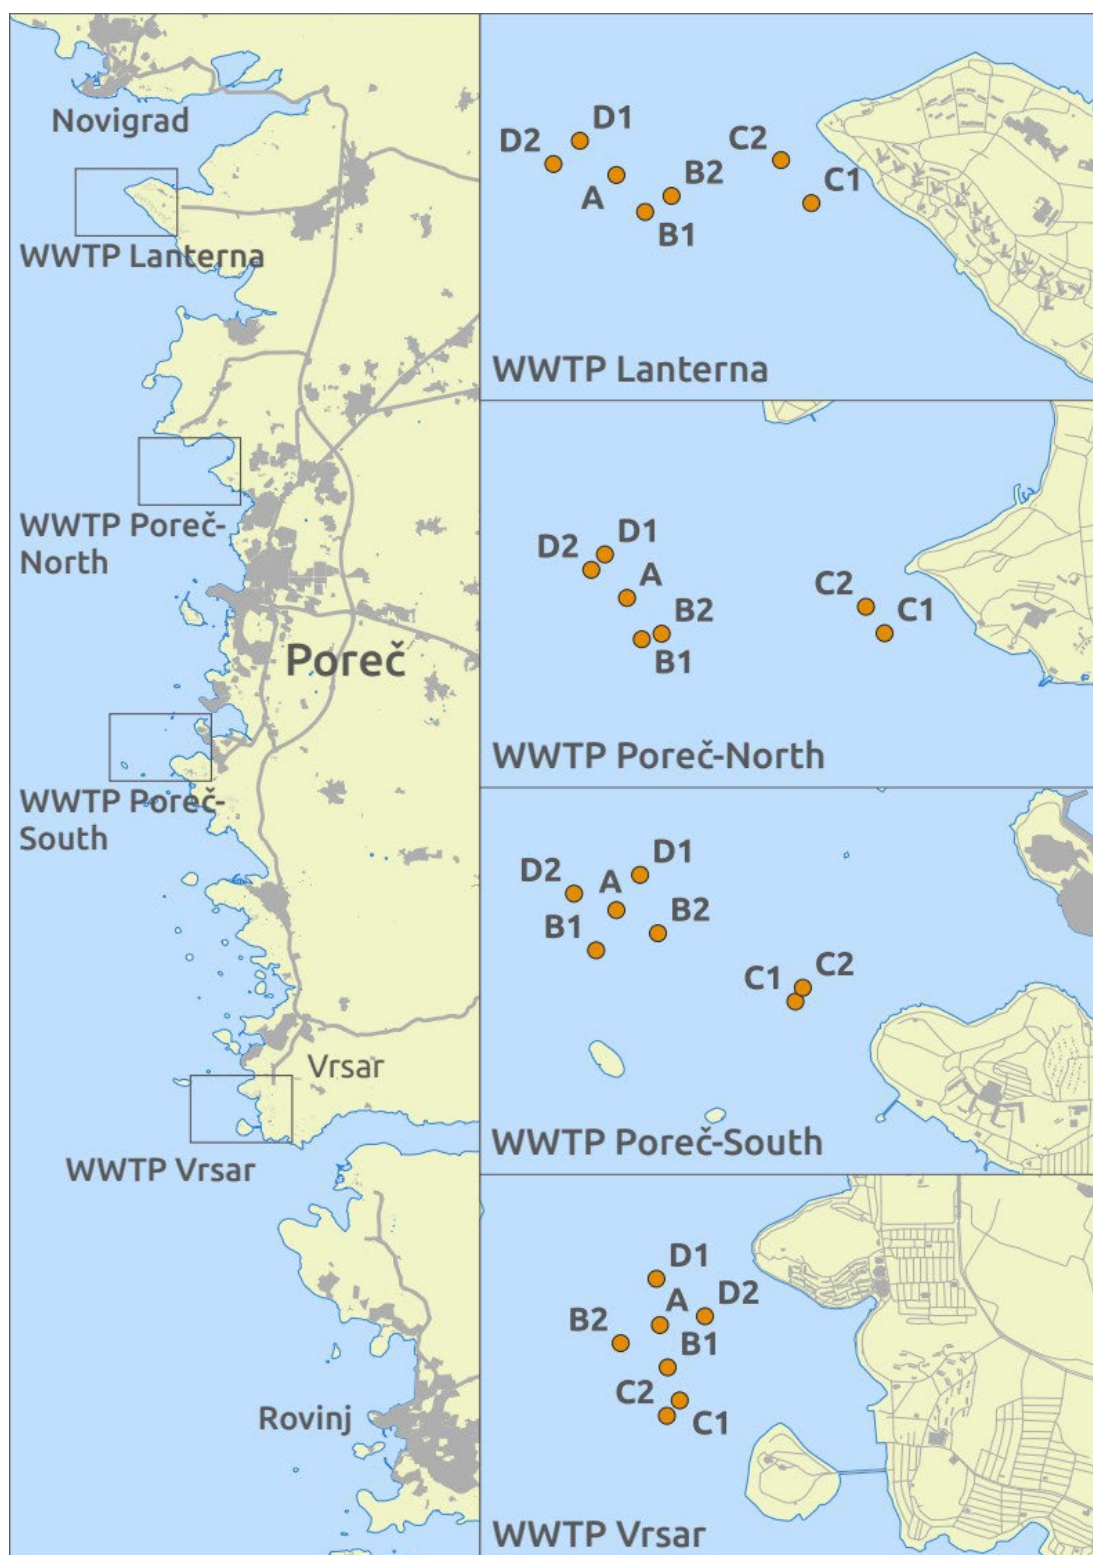 Novigrad
WWTP Lanterna
WWTP Poreč-
North
Poreč
WWTP Poreč-
South
Vrsar
WWTP Vrsar
Rovinj
D1
D2
C2
B2
A
C1
B1
WWTP Lanterna
D1
D2
A
C2
B2
C1
B1
WWTP Poreč-North
D1
D2
A
B2
B1
C2
C1
WWTP Poreč-South
D1
A
D2
B2
B1
C2
C1
WWTP Vrsar